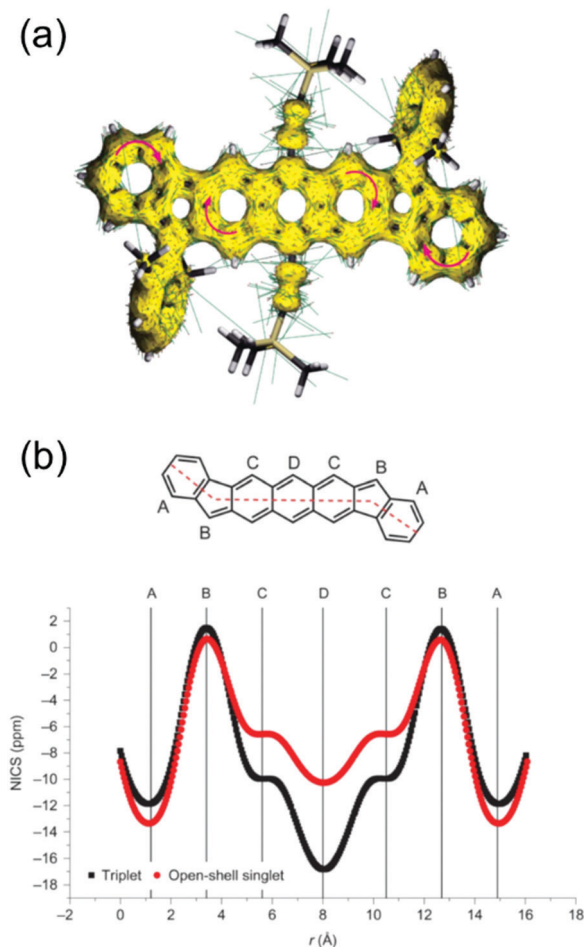 (a)
(b)
C D C B
A A
B
A B C D C B A
2
0
−2
−4
−6
−8
−10
−12
−14
−16
−18
NICS (ppm)
Triplet Open-shell singlet
−2 0 2 4 6 8 10 12 14 16 18
r (Å)